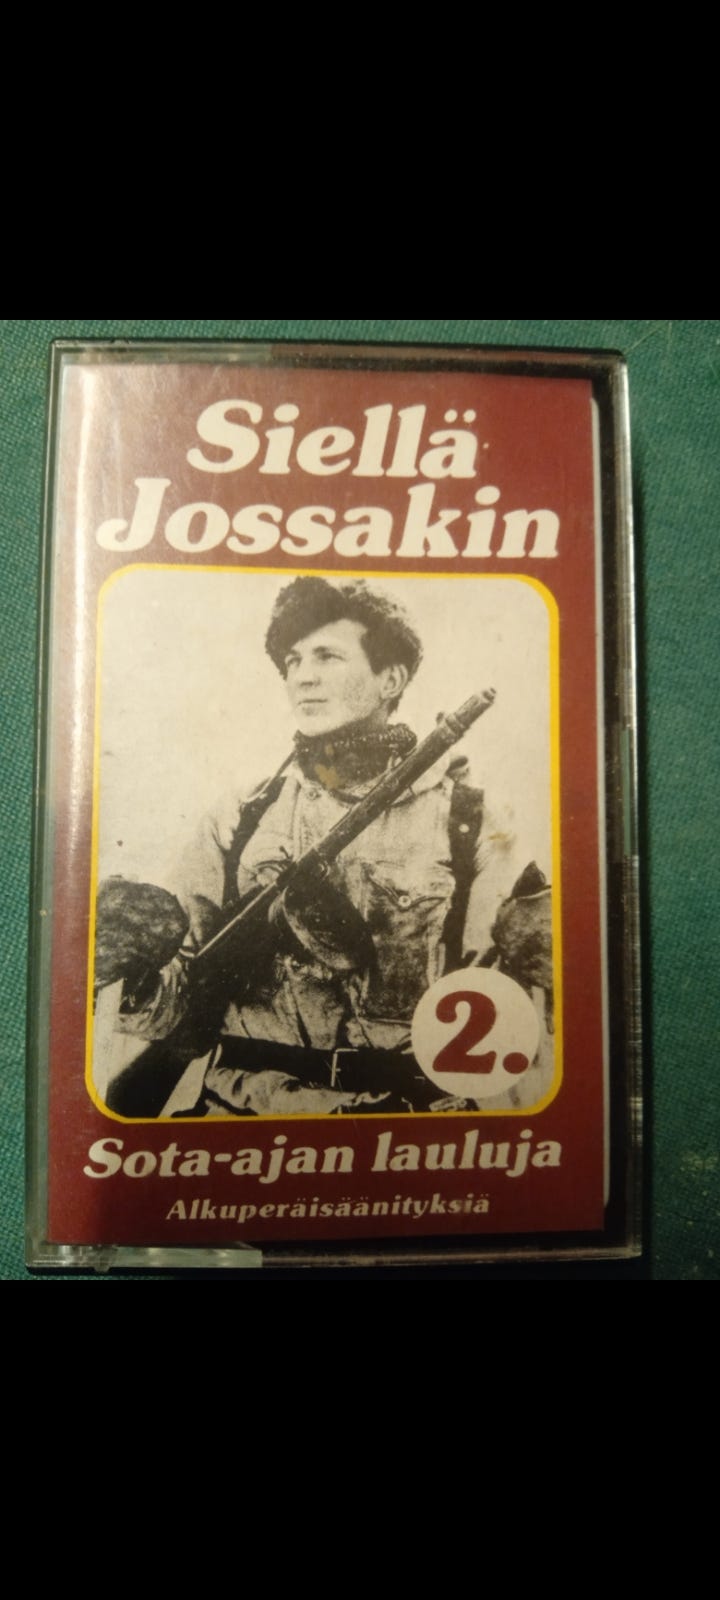 Siellä
Jossakin
2.
Sota-ajan lauluja
Alkuperäisäänityksiä